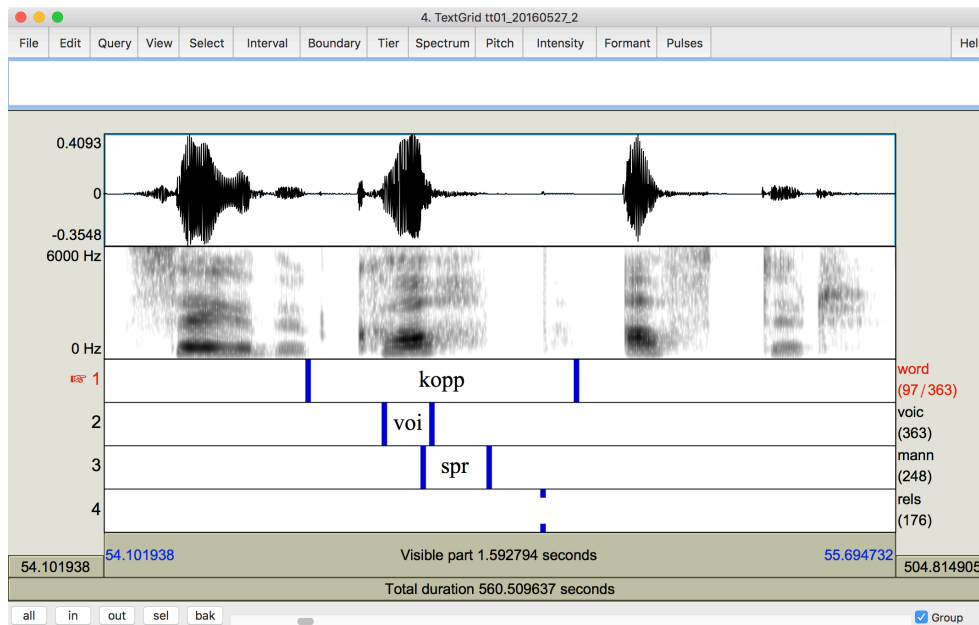 4. TextGrid tt01_20160527_2
File Edit Query View Select Interval Boundary Tier Spectrum Pitch Intensity Formant Pulses Hel
0.4093
0
-0.3548
6000 Hz
0 Hz
☞ 1 kopp word
(97/363)
2 voi voic
(363)
3 spr mann
(248)
4 rels
(176)
54.101938 Visible part 1.592794 seconds 55.694732
54.101938 504.814905
Total duration 560.509637 seconds
all in out sel bak Group